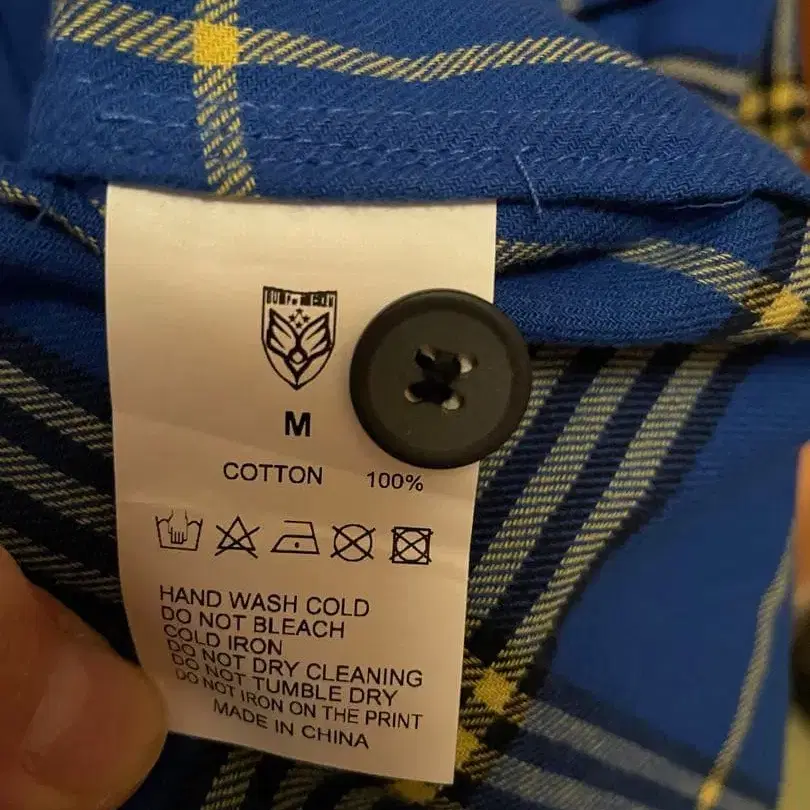 M
COTTON 100%
HAND WASH COLD
DO NOT BLEACH
COLD IRON
DO NOT DRY CLEANING
DO NOT TUMBLE DRY
DO NOT IRON ON THE PRINT
MADE IN CHINA